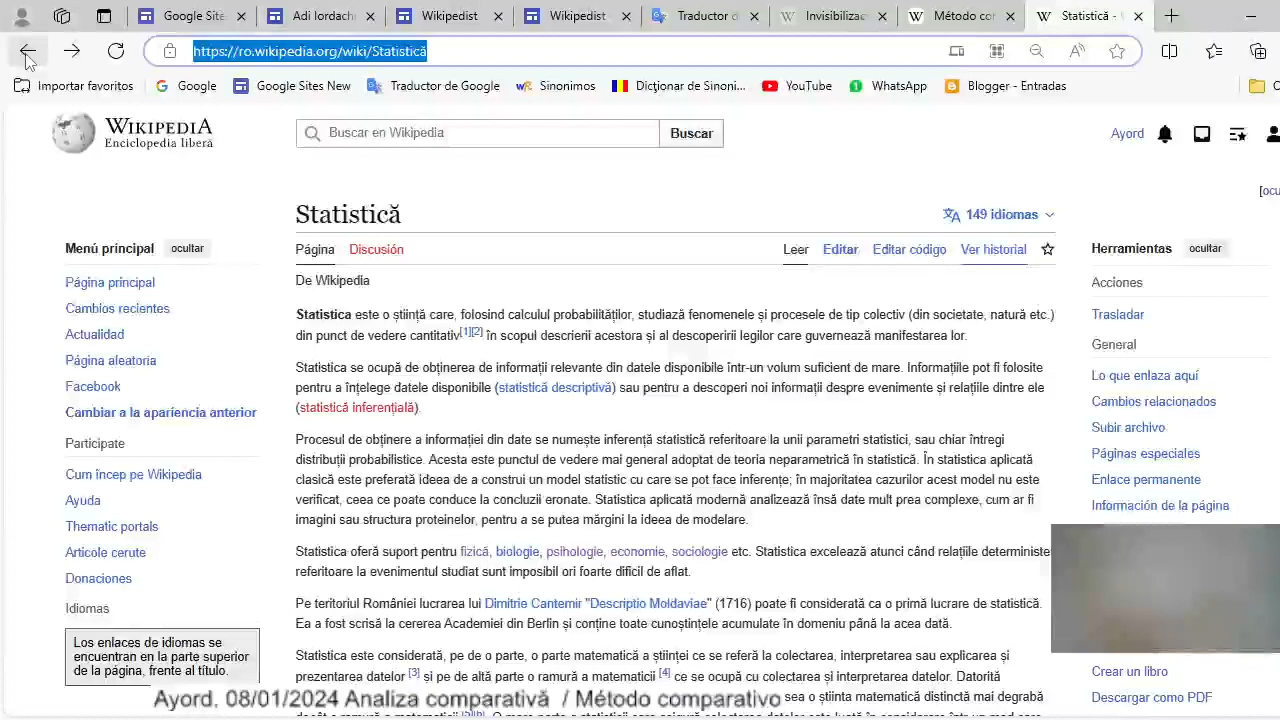 Google Site
Adi Iordach
Wikipedist
Wikipedist
Traductor d
Invisibilizac
Método cor
Statistică -
https://ro.wikipedia.org/wiki/Statistică
Importar favoritos
Google
Google Sites New
Traductor de Google
Sinonimos
Dicționar de Sinoni...
YouTube
WhatsApp
Blogger - Entradas
WIKIPEDIA
Enciclopedia liberă
Buscar en Wikipedia
Buscar
Ayord
[ocu
Statistică
149 idiomas
Menú principal ocultar
Página Discusión
Leer Editar Editar código Ver historial
Herramientas ocultar
Página principal
Cambios recientes
Actualidad
Página aleatoria
Facebook
Cambiar a la apariencia anterior
Participate
Cum încep pe Wikipedia
Ayuda
Thematic portals
Articole cerute
Donaciones
Idiomas
Los enlaces de idiomas se
encuentran en la parte superior
de la página, frente al título.
De Wikipedia
Statistica este o știință care, folosind calculul probabilităților, studiază fenomenele și procesele de tip colectiv (din societate, natură etc.)
din punct de vedere cantitativ[1][2] în scopul descrierii acestora și al descoperirii legilor care guvernează manifestarea lor.
Statistica se ocupă de obținerea de informații relevante din datele disponibile într-un volum suficient de mare. Informațiile pot fi folosite
pentru a înțelege datele disponibile (statistică descriptivă) sau pentru a descoperi noi informații despre evenimente și relațiile dintre ele
(statistică inferențială).
Procesul de obținere a informației din date se numește inferență statistică referitoare la unii parametri statistici, sau chiar întregi
distribuții probabilistice. Acesta este punctul de vedere mai general adoptat de teoria neparametrică în statistică. În statistica aplicată
clasică este preferată ideea de a construi un model statistic cu care se pot face inferențe; în majoritatea cazurilor acest model nu este
verificat, ceea ce poate conduce la concluzii eronate. Statistica aplicată modernă analizează însă date mult prea complexe, cum ar fi
imagini sau structura proteinelor, pentru a se putea mărgini la ideea de modelare.
Statistica oferă suport pentru fizică, biologie, psihologie, economie, sociologie etc. Statistica excelează atunci când relațiile deterministe
referitoare la evenimentul studiat sunt imposibil ori foarte dificil de aflat.
Pe teritoriul României lucrarea lui Dimitrie Cantemir "Descriptio Moldaviae" (1716) poate fi considerată ca o primă lucrare de statistică.
Ea a fost scrisă la cererea Academiei din Berlin și conține toate cunoștințele acumulate în domeniu până la acea dată.
Statistica este considerată, pe de o parte, o parte matematică a științei ce se referă la colectarea, interpretarea sau explicarea și
prezentarea datelor [3] și pe de altă parte o ramură a matematicii [4] ce se ocupă cu colectarea și interpretarea datelor. Datorită
sea o știința matematică distinctă mai degrabă
Acciones
Trasladar
General
Lo que enlaza aquí
Cambios relacionados
Subir archivo
Páginas especiales
Enlace permanente
Información de la página
Crear un libro
Descargar como PDF
Ayord. 08/01/2024 Analiza comparativă / Método comparativo